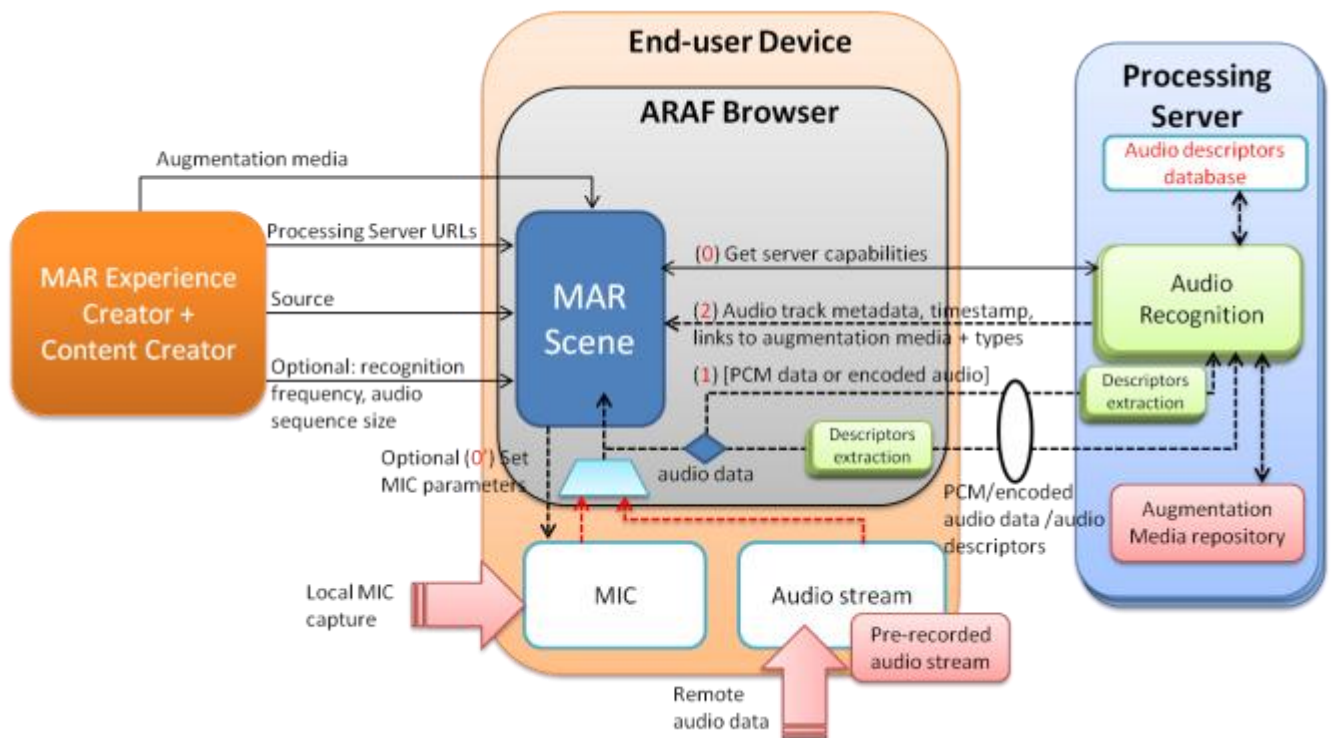 End-user Device
ARAF Browser
Processing
Server
Audio descriptors
database
Augmentation media
Processing Server URLs
MAR Experience
Creator +
Content Creator
Source
Optional: recognition
frequency, audio
sequence size
MAR
Scene
(0) Get server capabilities
(2) Audio track metadata, timestamp,
links to augmentation media + types
(1) [PCM data or encoded audio]
Audio
Recognition
Descriptors
extraction
Descriptors
extraction
audio data
Optional (0') Set
MIC parameters
PCM/encoded
audio data /audio
descriptors
Augmentation
Media repository
Local MIC
capture
MIC
Audio stream
Pre-recorded
audio stream
Remote
audio data